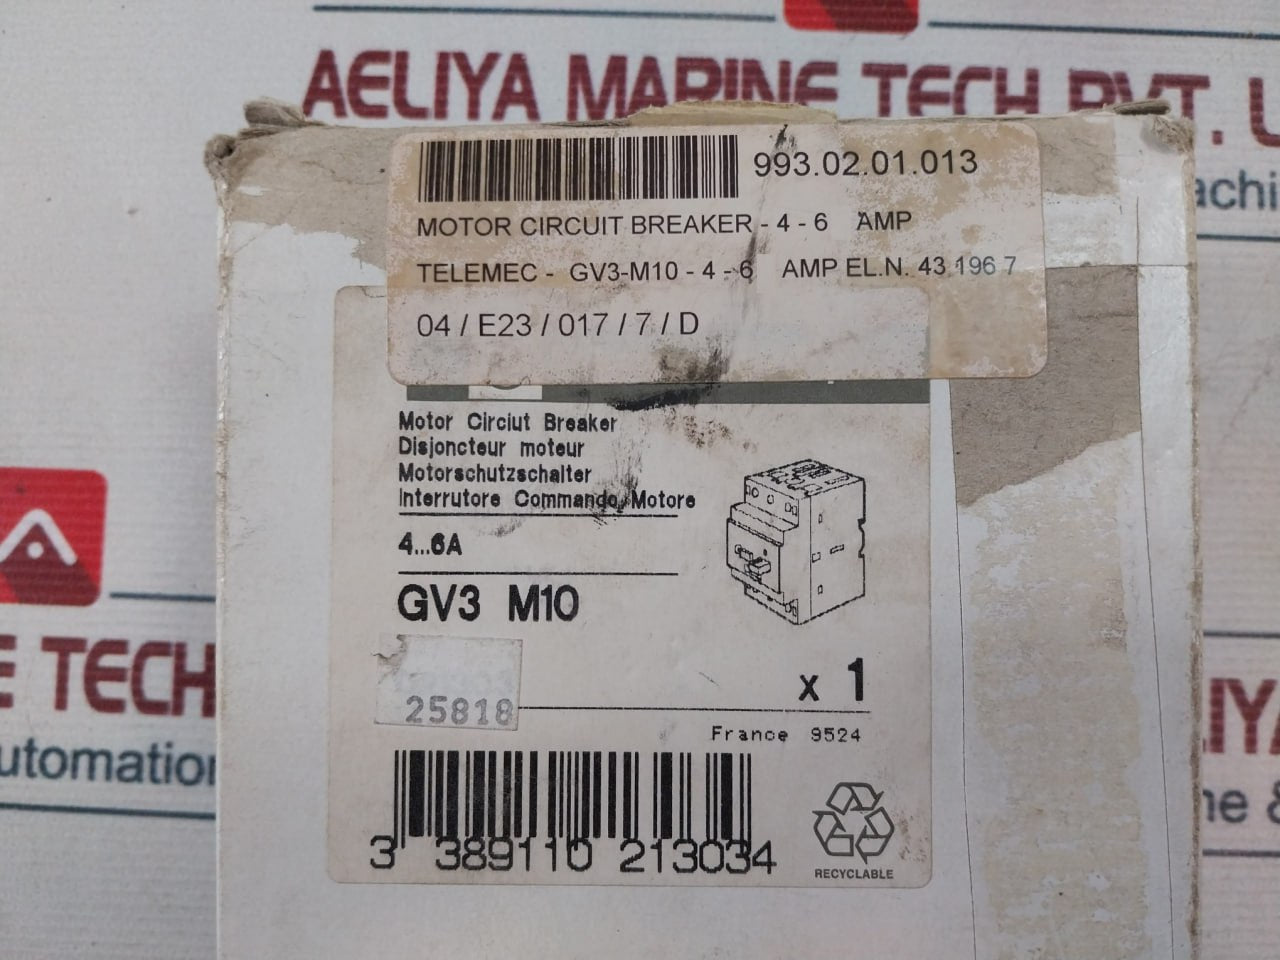 AELIYA MARINE TECH PVT.
achi
993.02.01.013
MOTOR CIRCUIT BREAKER - 4 - 6 AMP
TELEMEC - GV3-M10 - 4 - 6 AMP EL.N. 43 196 7
04 / E23 / 017 / 7 / D
Motor Circiut Breaker
Disjoncteur moteur
Motorschutzschalter
Interrutore Commando Motore
4...6A
GV3 M10
x 1
25818
France 9524
3 389110 213034
RECYCLABLE
E TECH
utomation
IYA
ne &